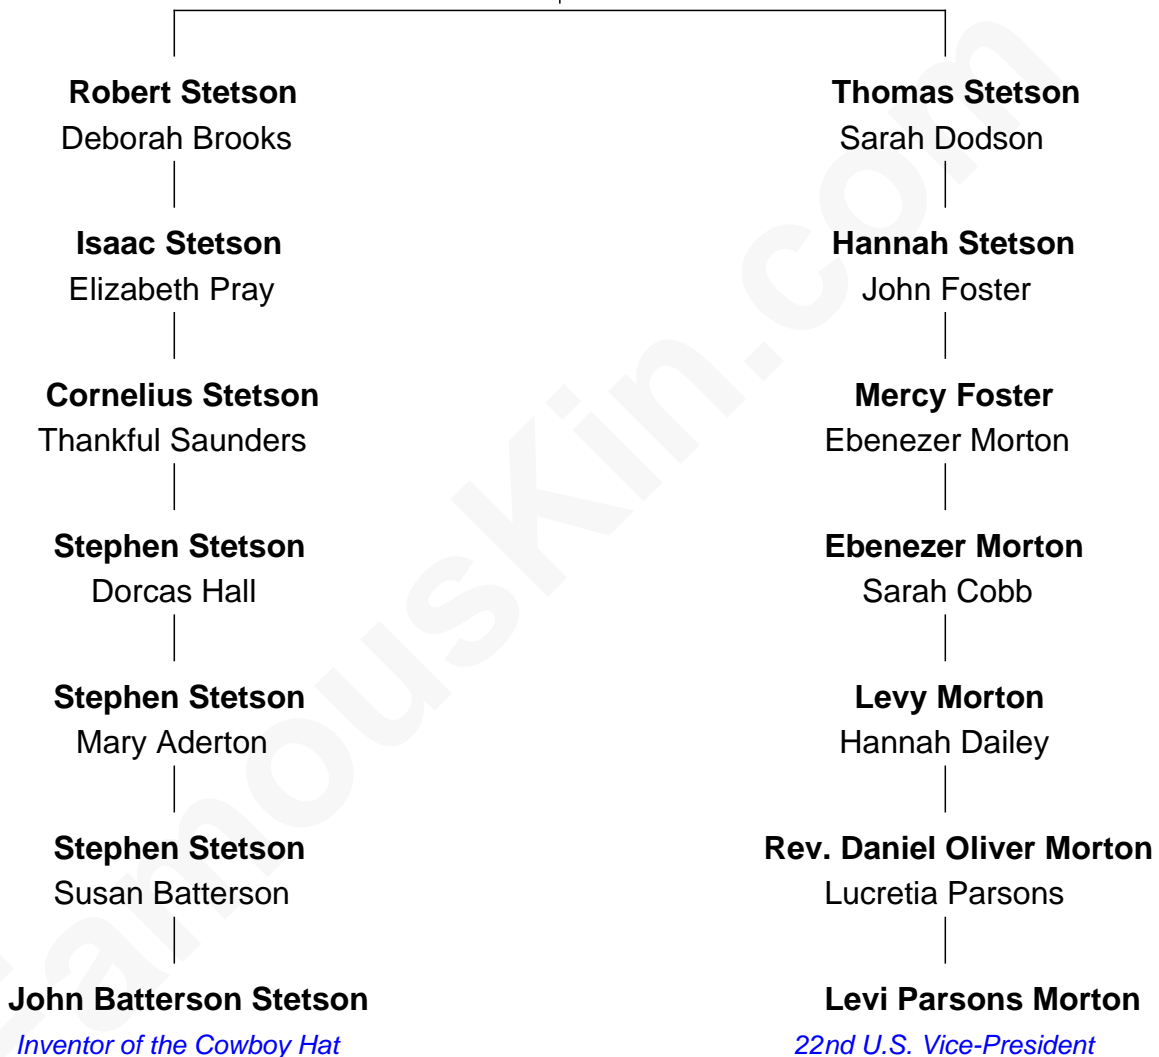 Robert Stetson
Deborah Brooks
Isaac Stetson
Elizabeth Pray
Cornelius Stetson
Thankful Saunders
Stephen Stetson
Dorcas Hall
Stephen Stetson
Mary Aderton
Stephen Stetson
Susan Batterson
John Batterson Stetson
Inventor of the Cowboy Hat
Thomas Stetson
Sarah Dodson
Hannah Stetson
John Foster
Mercy Foster
Ebenezer Morton
Ebenezer Morton
Sarah Cobb
Levy Morton
Hannah Dailey
Rev. Daniel Oliver Morton
Lucretia Parsons
Levi Parsons Morton
22nd U.S. Vice-President
FamousKin.com